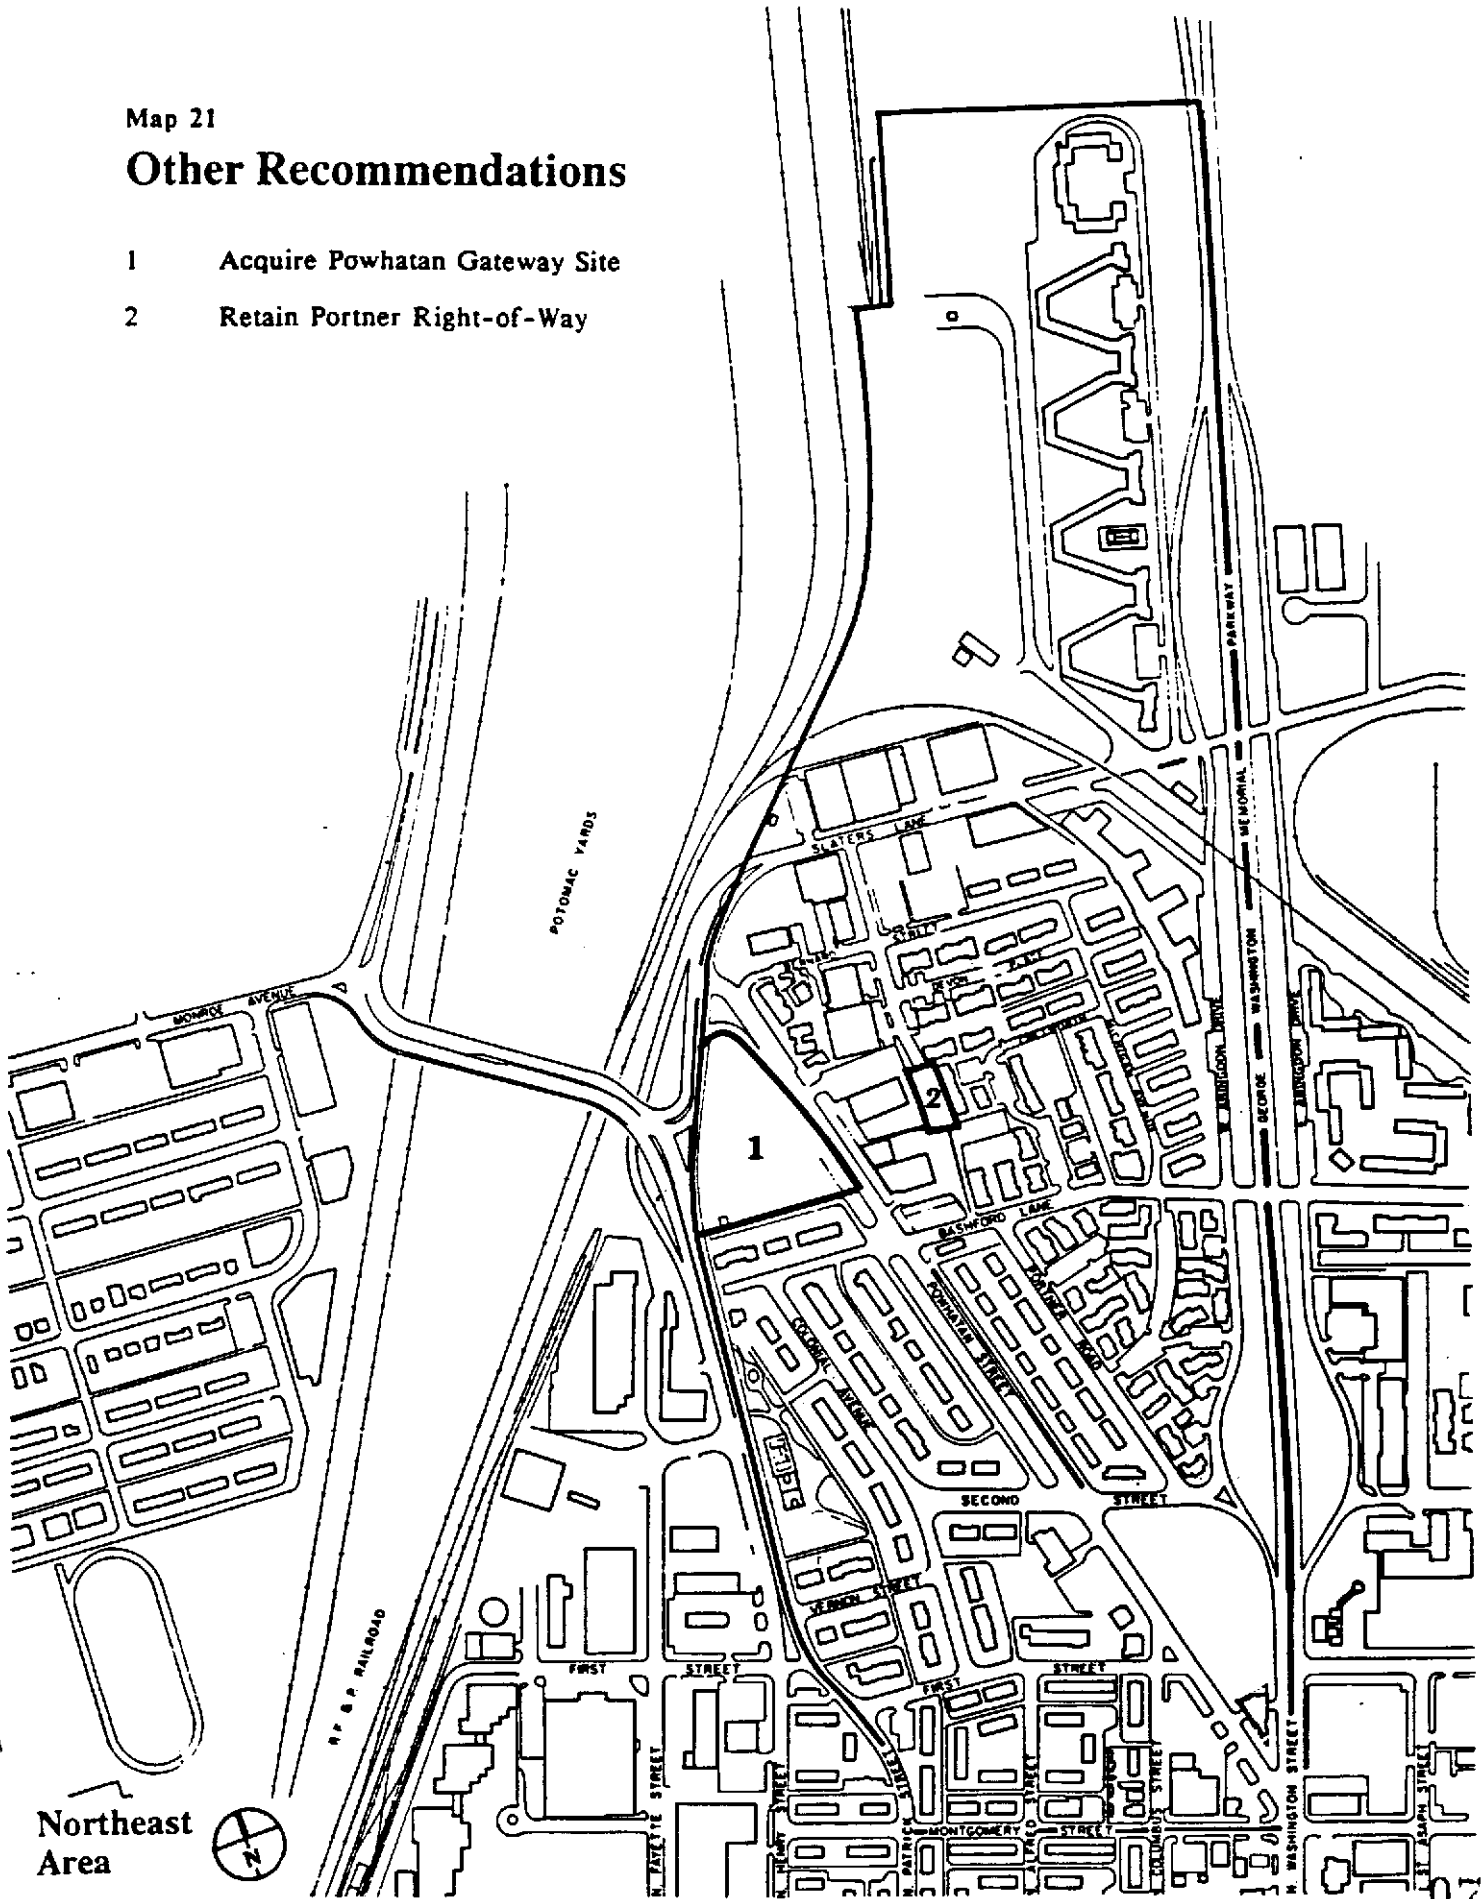 Map 21
Other Recommendations
1 Acquire Powhatan Gateway Site
2 Retain Portner Right-of-Way
PARKWAY
MEMORIAL
WASHINGTON
GEORGE
POTOMAC YARDS
SLATERS LANE
STREET
MONROE AVENUE
W ABINGDON DRIVE
ABINGDON DRIVE
2
1
BASHFORD LANE
PORTNER ROAD
POWHATAN STREET
COLONIAL AVENUE
SECOND STREET
VERNON STREET
R F & P RAILROAD
FIRST STREET
FIRST
STREET
STREET
N FAYETTE STREET
N HENRY STREET
N PATRICK
N ALFRED STREET
N COLUMBUS STREET
N WASHINGTON STREET
ST ASAPH STREET
MONTGOMERY STREET
Northeast
Area
N